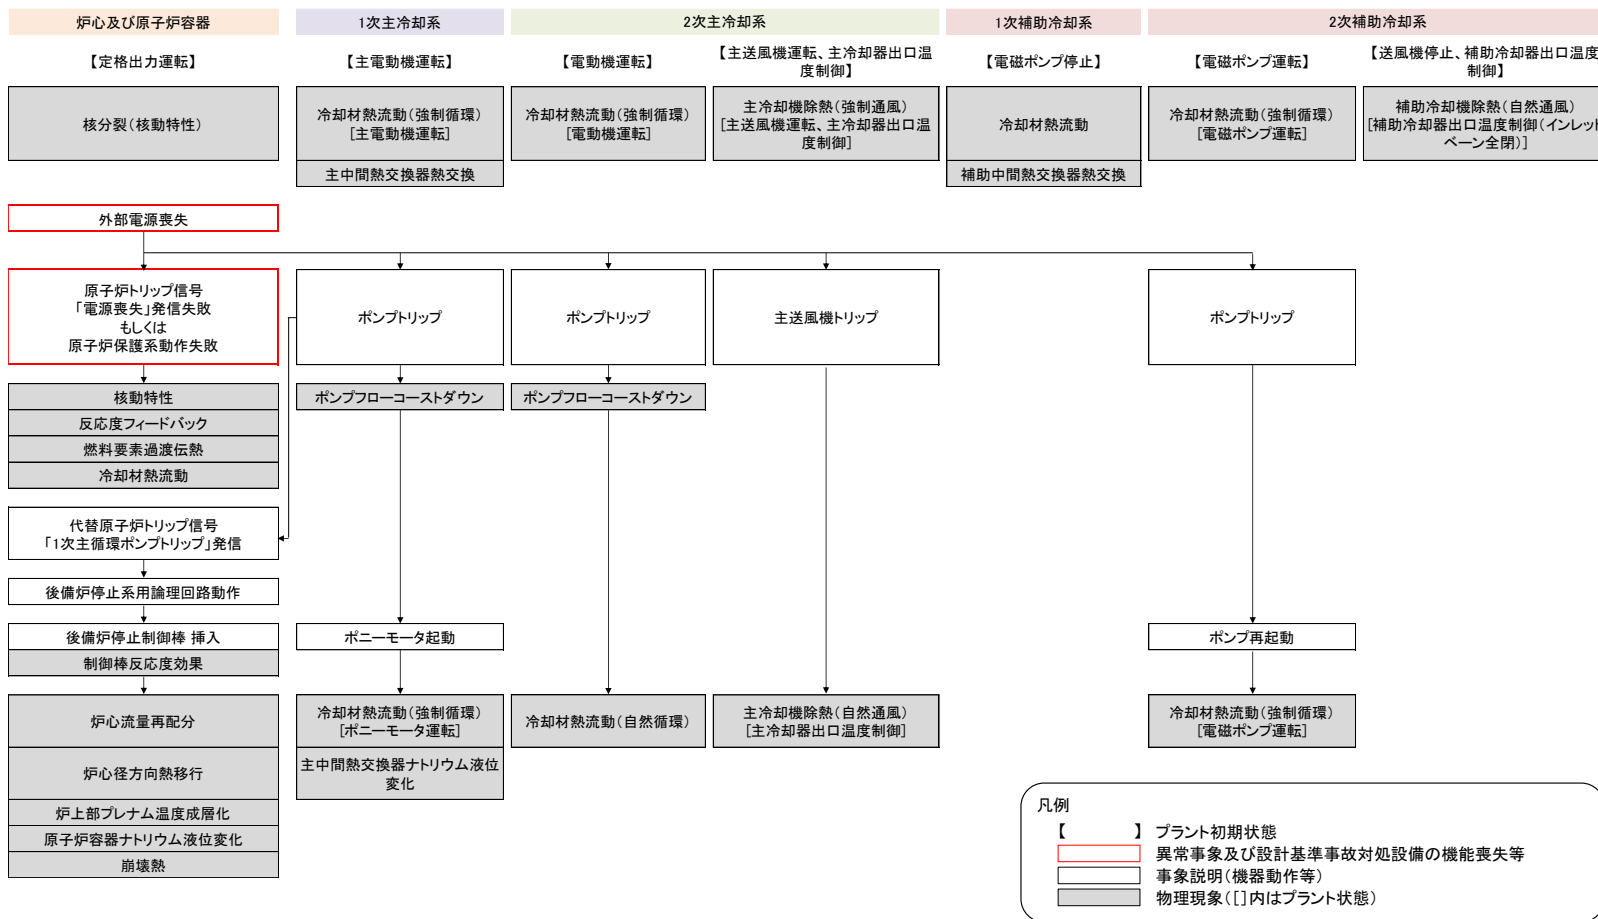 炉心及び原子炉容器
1次主冷却系
2次主冷却系
1次補助冷却系
2次補助冷却系
【定格出力運転】
【主電動機運転】
【電動機運転】
【主送風機運転、主冷却器出口温
度制御】
【電磁ポンプ停止】
【電磁ポンプ運転】
【送風機停止、補助冷却器出口温度
制御】
核分裂(核動特性)
冷却材熱流動(強制循環)
[主電動機運転]
冷却材熱流動(強制循環)
[電動機運転]
主冷却機除熱(強制通風)
[主送風機運転、主冷却器出口温
度制御]
冷却材熱流動
冷却材熱流動(強制循環)
[電磁ポンプ運転]
補助冷却機除熱(自然通風)
[補助冷却器出口温度制御(インレット
ベーン全閉)]
主中間熱交換器熱交換
補助中間熱交換器熱交換
外部電源喪失
原子炉トリップ信号
「電源喪失」発信失敗
もしくは
原子炉保護系動作失敗
ポンプトリップ
ポンプトリップ
主送風機トリップ
ポンプトリップ
核動特性
反応度フィードバック
燃料要素過渡伝熱
冷却材熱流動
ポンプフローコーストダウン
ポンプフローコーストダウン
代替原子炉トリップ信号
「1次主循環ポンプトリップ」発信
後備炉停止系用論理回路動作
後備炉停止制御棒 挿入
制御棒反応度効果
ポニーモータ起動
ポンプ再起動
炉心流量再配分
炉心径方向熱移行
炉上部プレナム温度成層化
原子炉容器ナトリウム液位変化
崩壊熱
冷却材熱流動(強制循環)
[ポニーモータ運転]
主中間熱交換器ナトリウム液位
変化
冷却材熱流動(自然循環)
主冷却機除熱(自然通風)
[主冷却器出口温度制御]
冷却材熱流動(強制循環)
[電磁ポンプ運転]
凡例
【 】 プラント初期状態
異常事象及び設計基準事故対処設備の機能喪失等
事象説明(機器動作等)
物理現象([]内はプラント状態)